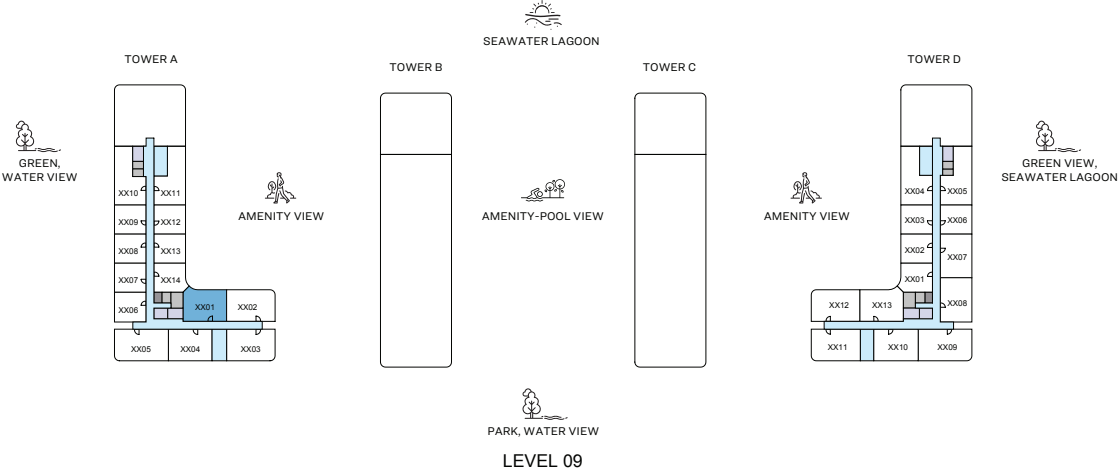 SEAWATER LAGOON
TOWER A
TOWER B
TOWER C
TOWER D
GREEN,
WATER VIEW
AMENITY VIEW
AMENITY-POOL VIEW
AMENITY VIEW
GREEN VIEW,
SEAWATER LAGOON
XX10 XX11
XX09 XX12
XX08 XX13
XX07 XX14
XX06
XX01 XX02
XX05 XX04 XX03
XX04 XX05
XX03 XX06
XX02
XX07
XX01
XX08
XX12 XX13
XX11 XX10 XX09
PARK, WATER VIEW
LEVEL 09